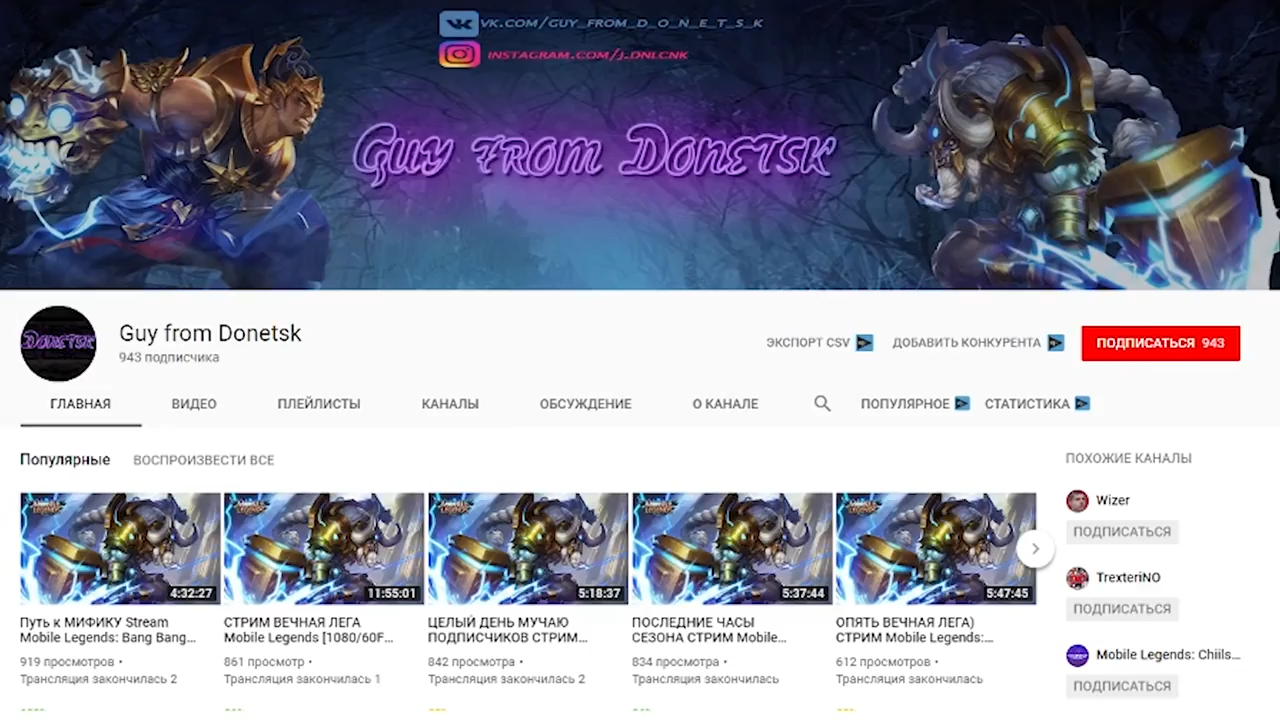 VK.COM/GUY_FROM_D_O_N_E_T_S_K
INSTAGRAM.COM/J_DNLCNK
Guy from Donetsk
Donetsk
Guy from Donetsk
943 подписчика
ЭКСПОРТ CSV
ДОБАВИТЬ КОНКУРЕНТА
ПОДПИСАТЬСЯ 943
ГЛАВНАЯ
ВИДЕО
ПЛЕЙЛИСТЫ
КАНАЛЫ
ОБСУЖДЕНИЕ
О КАНАЛЕ
ПОПУЛЯРНОЕ
СТАТИСТИКА
Популярные
ВОСПРОИЗВЕСТИ ВСЕ
4:32:27
Путь к МИФИКУ Stream
Mobile Legends: Bang Bang...
919 просмотров •
Трансляция закончилась 2
11:55:01
СТРИМ ВЕЧНАЯ ЛЕГА
Mobile Legends [1080/60F...
861 просмотр •
Трансляция закончилась 1
5:18:37
ЦЕЛЫЙ ДЕНЬ МУЧАЮ
ПОДПИСЧИКОВ СТРИМ...
842 просмотра •
Трансляция закончилась 2
5:37:44
ПОСЛЕДНИЕ ЧАСЫ
СЕЗОНА СТРИМ Mobile...
834 просмотра •
Трансляция закончилась
5:47:45
ОПЯТЬ ВЕЧНАЯ ЛЕГА)
СТРИМ Mobile Legends:...
612 просмотров •
Трансляция закончилась
ПОХОЖИЕ КАНАЛЫ
Wizer
ПОДПИСАТЬСЯ
TrexteriNO
ПОДПИСАТЬСЯ
Mobile Legends: Chiils...
ПОДПИСАТЬСЯ